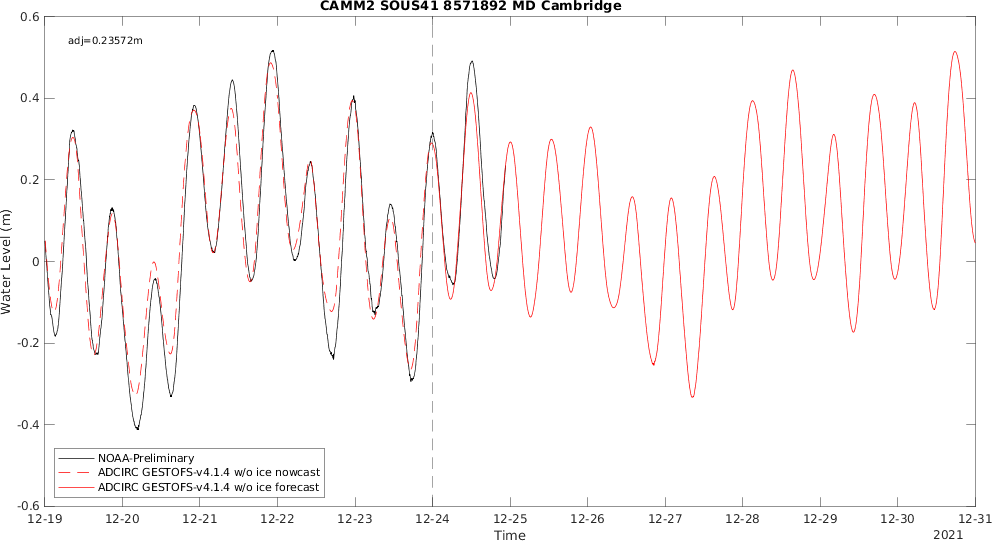 CAMM2 SOUS41 8571892 MD Cambridge
adj=0.23572m
0.6
0.4
0.2
0
-0.2
-0.4
-0.6
Water Level (m)
NOAA-Preliminary
ADCIRC GESTOFS-v4.1.4 w/o ice nowcast
ADCIRC GESTOFS-v4.1.4 w/o ice forecast
12-19 12-20 12-21 12-22 12-23 12-24 12-25 12-26 12-27 12-28 12-29 12-30 12-31
Time
2021